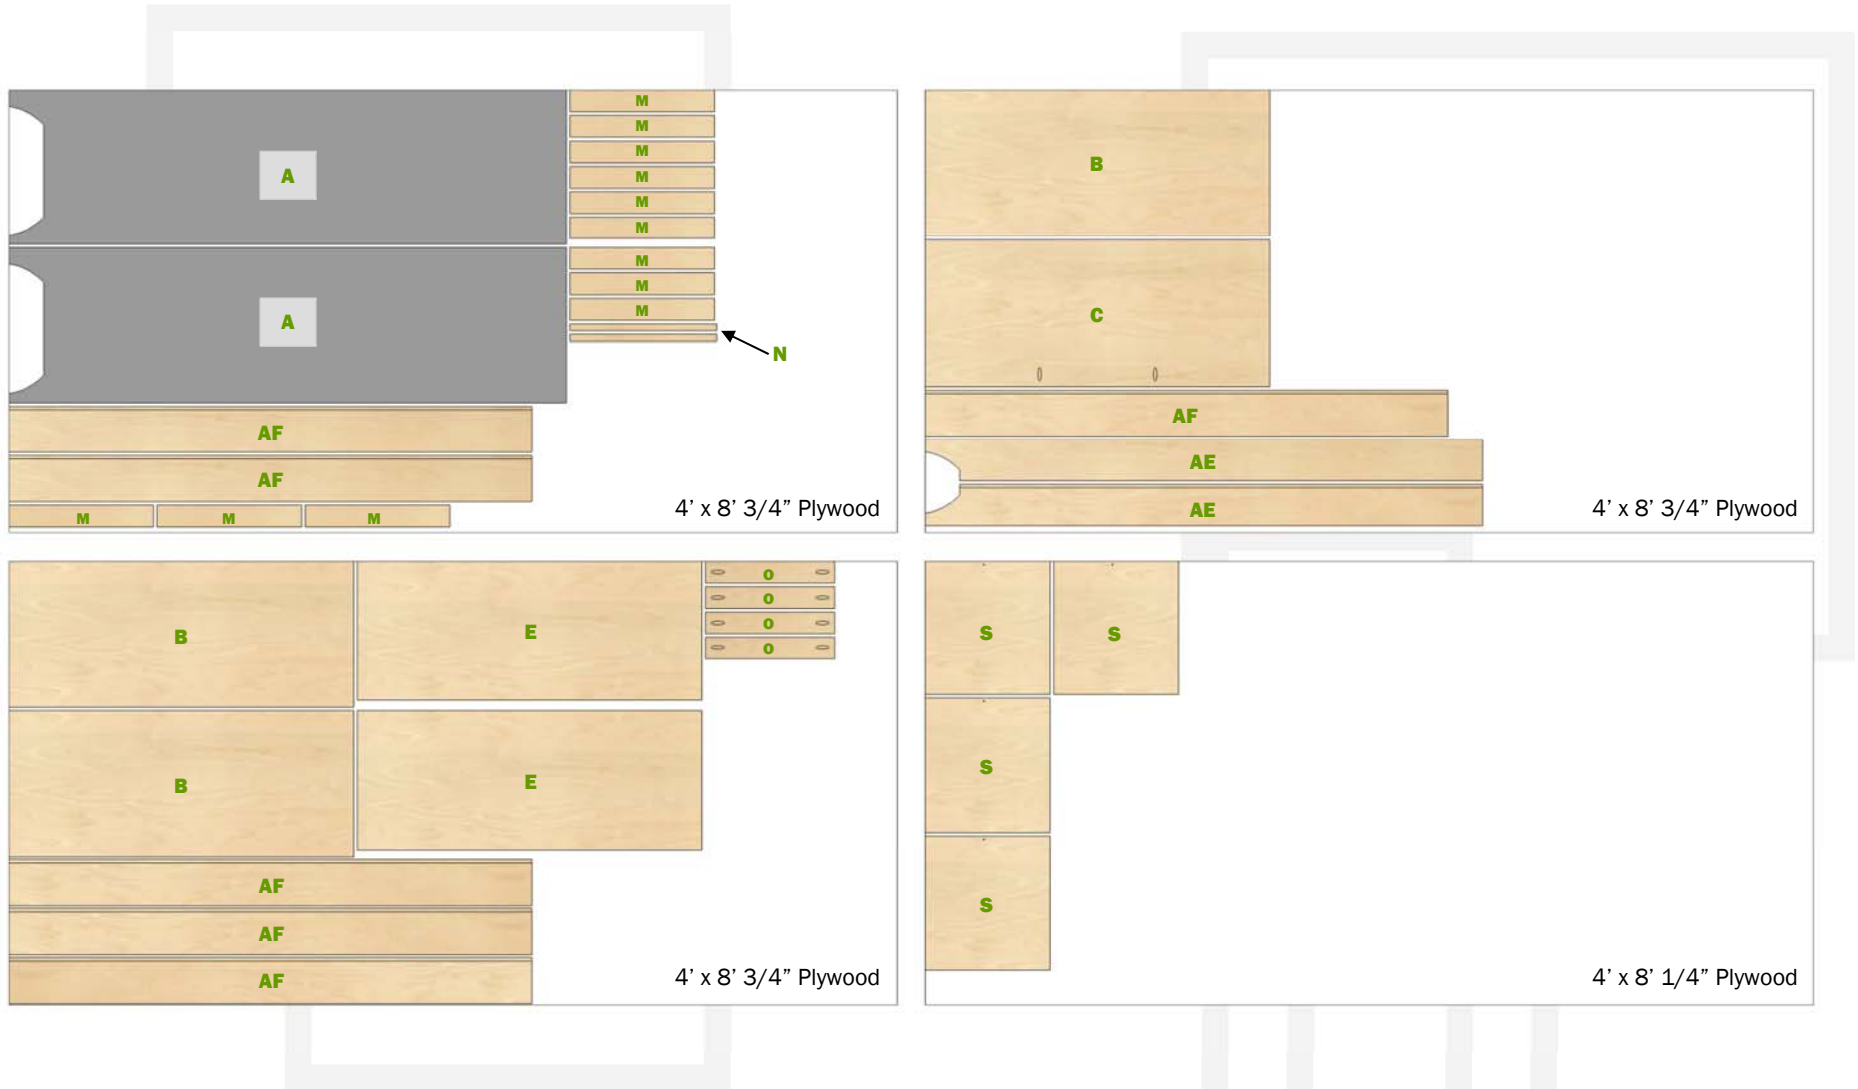 M
M
M
A
M
M
M
M
M
A
M
N
AF
AF
M M M
4’ x 8’ 3/4” Plywood
B
C
AF
AE
AE
4’ x 8’ 3/4” Plywood
O
O
O
O
B E
B E
AF
AF
AF
4’ x 8’ 3/4” Plywood
S S
S
S
4’ x 8’ 1/4” Plywood